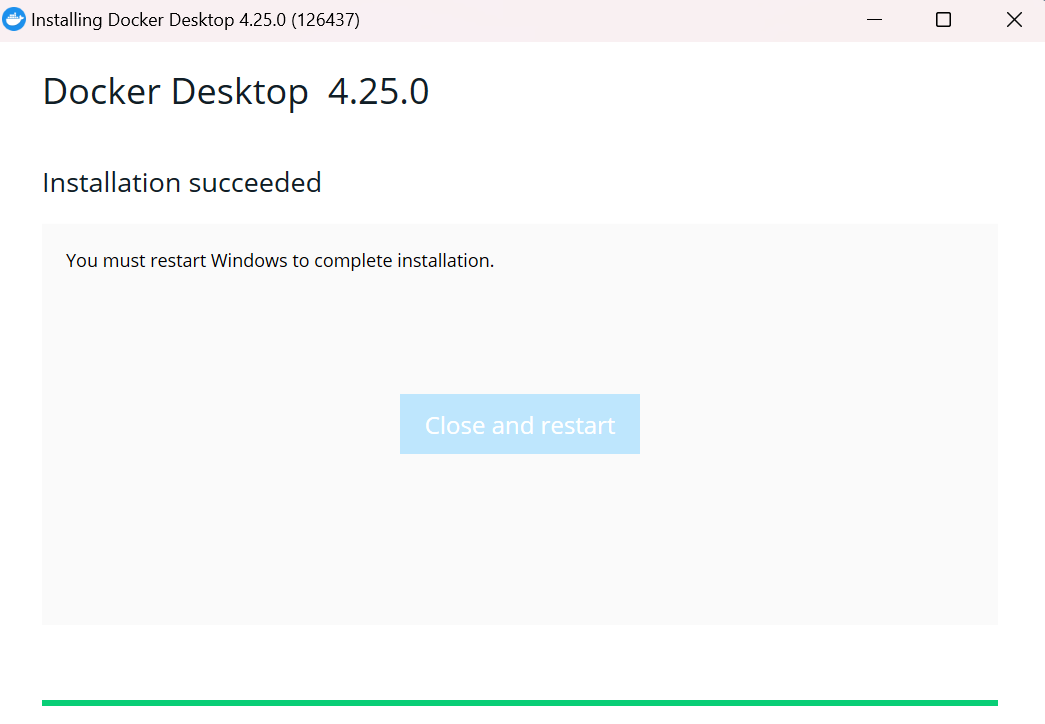 Installing Docker Desktop 4.25.0 (126437)
Docker Desktop 4.25.0
Installation succeeded
You must restart Windows to complete installation.
Close and restart